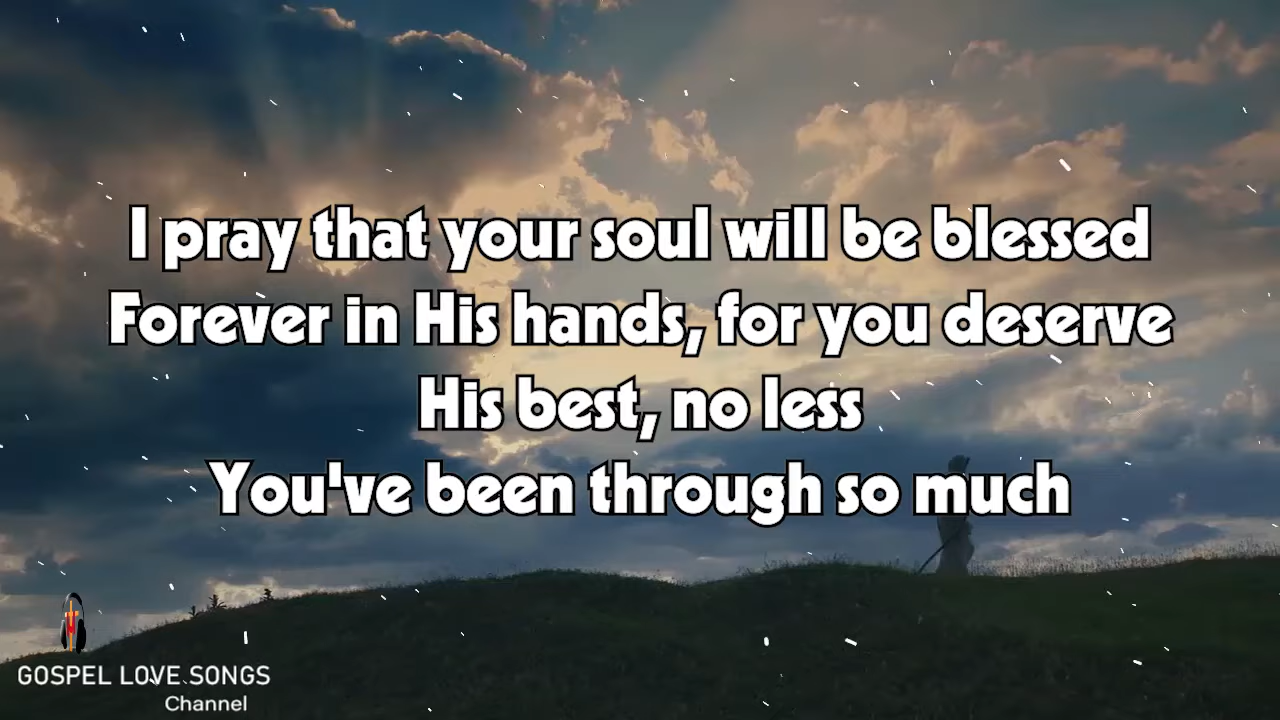 I pray that your soul will be blessed
Forever in His hands, for you deserve
His best, no less
You've been through so much
GOSPEL LOVE SONGS
Channel